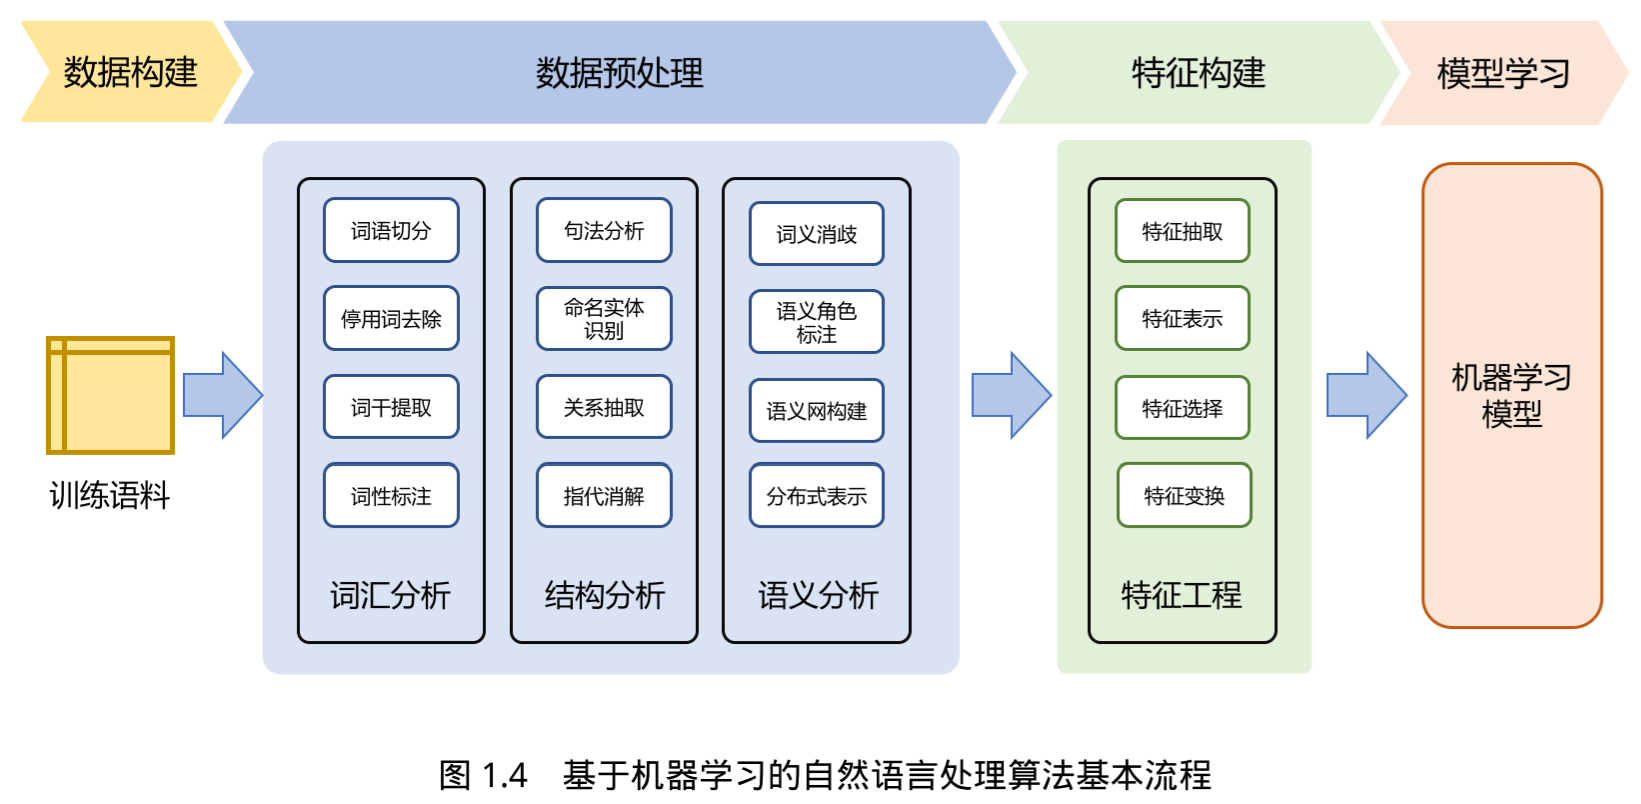 数据构建
数据预处理
特征构建
模型学习
训练语料
词语切分
停用词去除
词干提取
词性标注
词汇分析
句法分析
命名实体
识别
关系抽取
指代消解
结构分析
词义消歧
语义角色
标注
语义网构建
分布式表示
语义分析
特征抽取
特征表示
特征选择
特征变换
特征工程
机器学习
模型
图 1.4 基于机器学习的自然语言处理算法基本流程